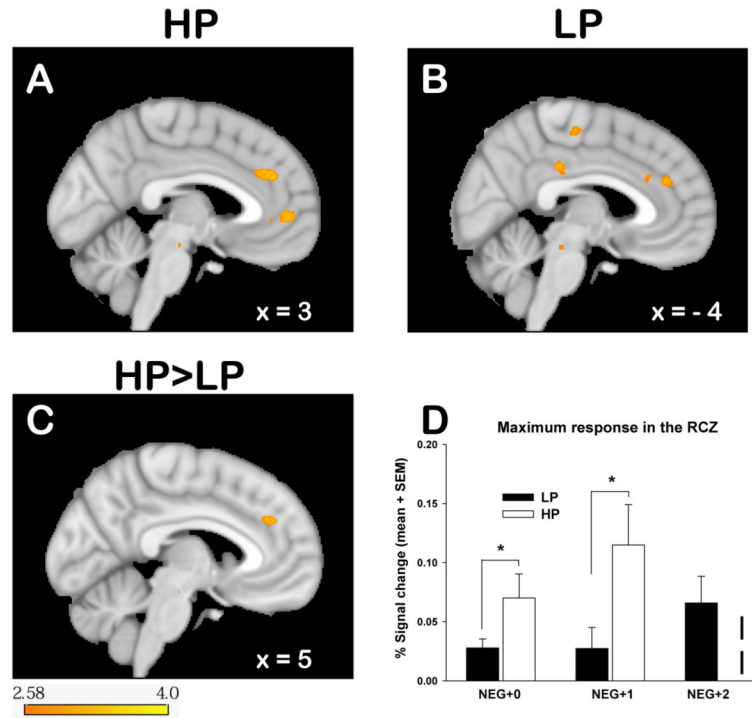 HP
LP
A
x = 3
B
x = - 4
HP>LP
C
x = 5
2.58
4.0
D
Maximum response in the RCZ
% Signal change (mean + SEM)
0.20
0.15
0.10
0.05
0.00
LP
HP
*
*
NEG+0
NEG+1
NEG+2